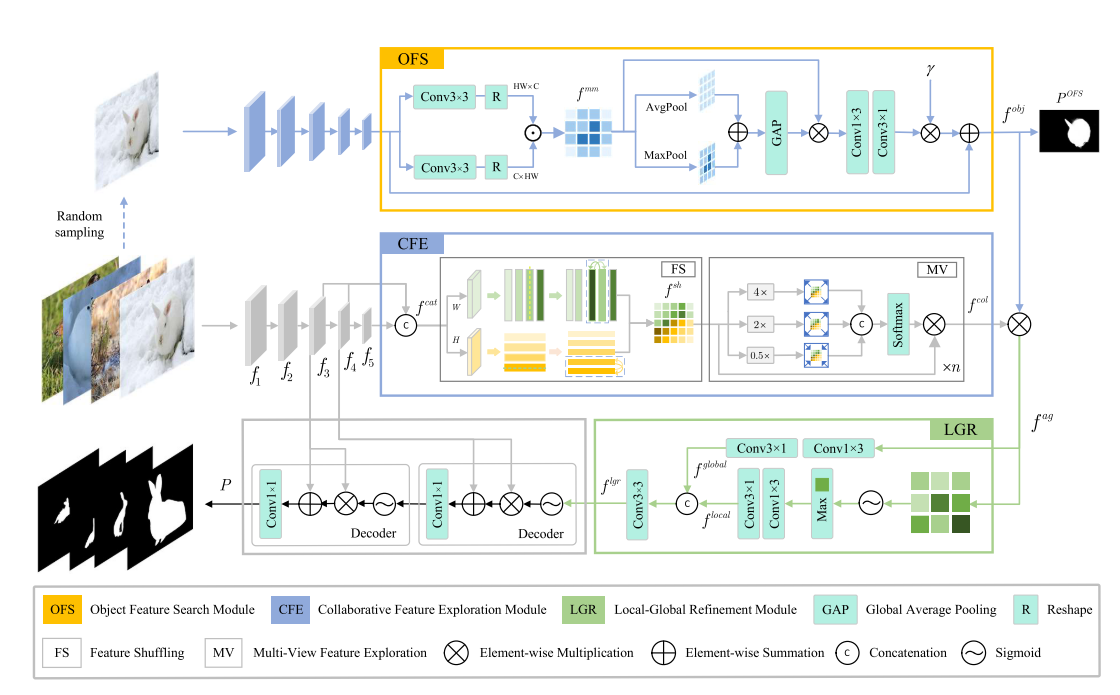 OFS
Conv3×3
R
HW×C
Conv3×3
R
C×HW
f^{mm}
AvgPool
MaxPool
GAP
Conv1×3
Conv3×1
γ
f^{obj}
P^{OFS}
Random
sampling
CFE
f_1
f_2
f_3
f_4
f_5
C
f^{cat}
W
H
FS
f^{sh}
MV
4×
2×
0.5×
C
Softmax
×n
f^{col}
f^{ag}
LGR
Conv3×1
Conv1×3
f^{global}
f^{lgr}
Conv3×3
C
f^{local}
Conv3×1
Conv1×3
Max
P
Conv1×1
Decoder
Conv1×1
Decoder
OFS Object Feature Search Module CFE Collaborative Feature Exploration Module LGR Local-Global Refinement Module GAP Global Average Pooling R Reshape
FS Feature Shuffling MV Multi-View Feature Exploration Element-wise Multiplication Element-wise Summation C Concatenation Sigmoid